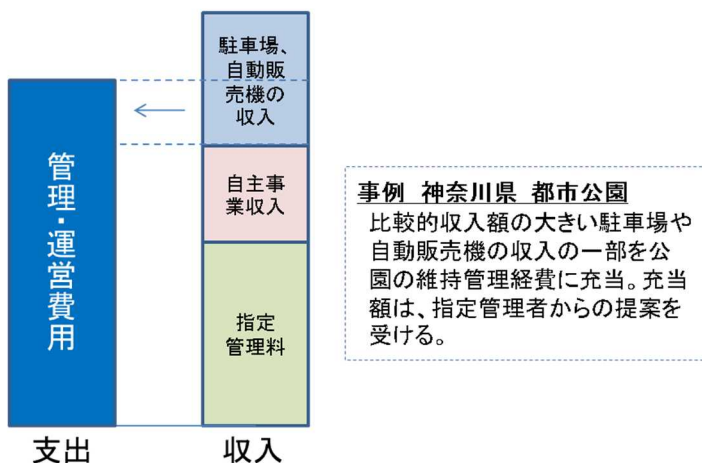 駐車場、
自動販
売機の
収入
自主事
業収入
指定
管理料
管理・運営費用
支出
収入
事例 神奈川県 都市公園
比較的収入額の大きい駐車場や
自動販売機の収入の一部を公
園の維持管理経費に充当。充当
額は、指定管理者からの提案を
受ける。